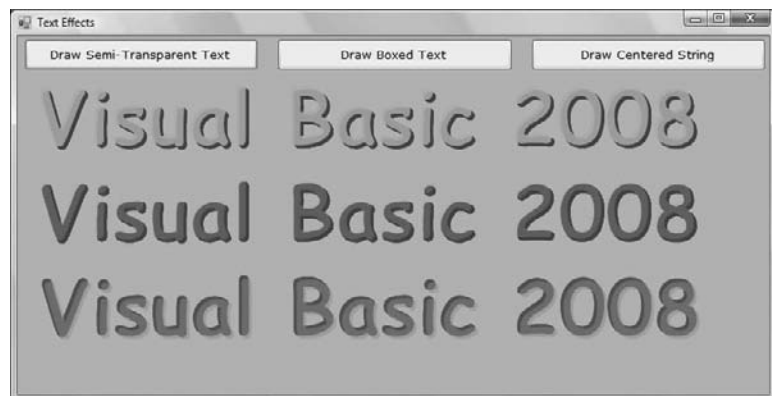 Text Effects
Draw Semi-Transparent Text Draw Boxed Text Draw Centered String
Visual Basic 2008
Visual Basic 2008
Visual Basic 2008